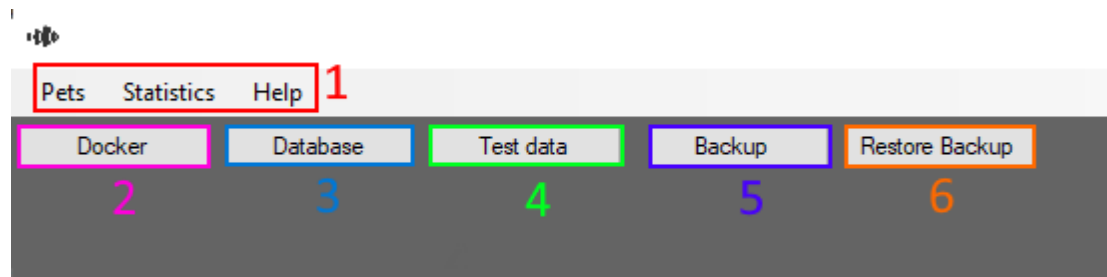 Pets Statistics Help 1
Docker Database Test data Backup Restore Backup
2 3 4 5 6